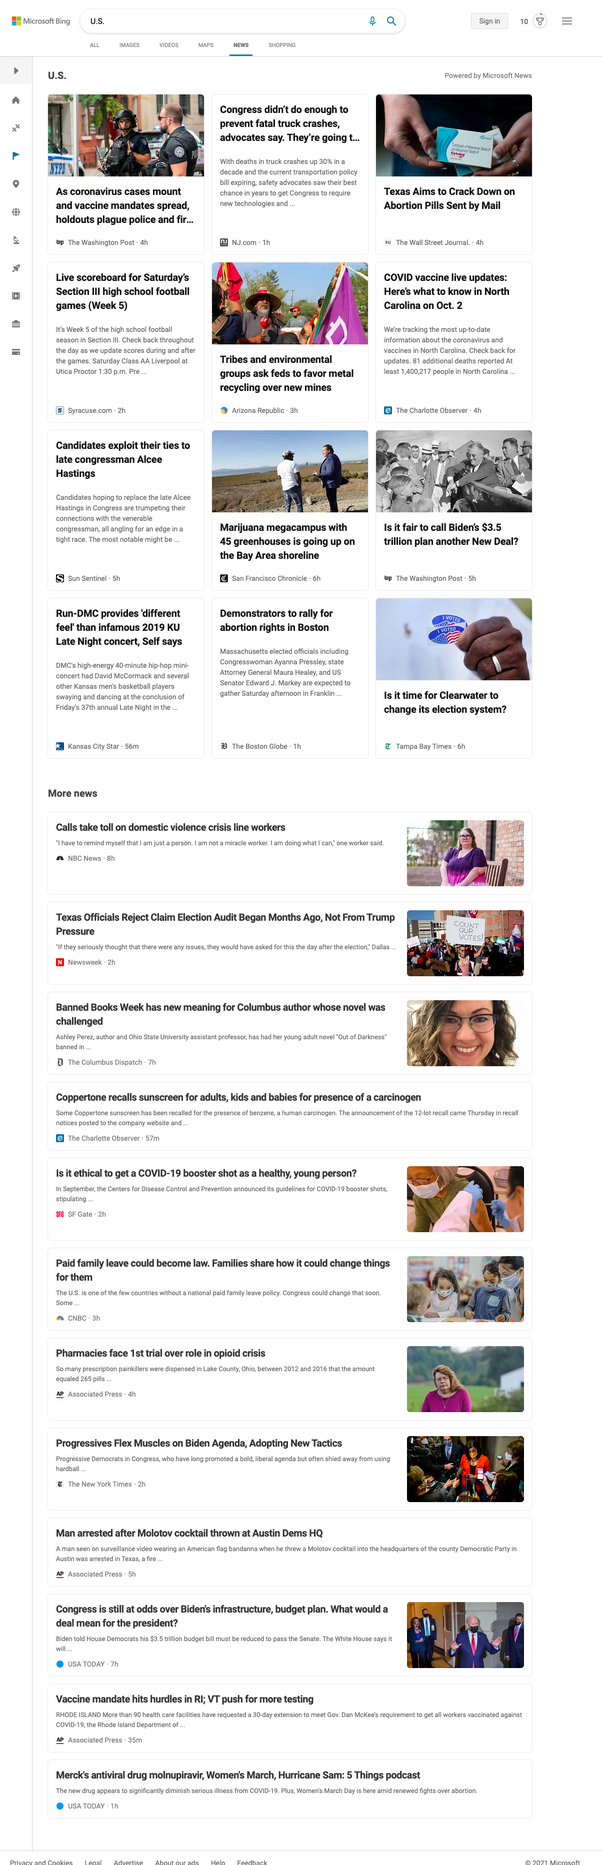 Microsoft Bing
U.S.
Sign in
10
ALL IMAGES VIDEOS MAPS NEWS SHOPPING
U.S.
Powered by Microsoft News
As coronavirus cases mount
and vaccine mandates spread,
holdouts plague police and fir...
The Washington Post · 4h
Congress didn't do enough to
prevent fatal truck crashes,
advocates say. They're going t...
With deaths in truck crashes up 30% in a
decade and the current transportation policy
bill expiring, safety advocates saw their best
chance in years to get Congress to require
new technologies and ...
NJ.com · 1h
Texas Aims to Crack Down on
Abortion Pills Sent by Mail
The Wall Street Journal. · 4h
Live scoreboard for Saturday's
Section III high school football
games (Week 5)
It's Week 5 of the high school football
season in Section III. Check back throughout
the day as we update scores during and after
the games. Saturday Class AA Liverpool at
Utica Proctor 1:30 p.m. Pre ...
Syracuse.com · 2h
Tribes and environmental
groups ask feds to favor metal
recycling over new mines
Arizona Republic · 3h
COVID vaccine live updates:
Here's what to know in North
Carolina on Oct. 2
We're tracking the most up-to-date
information about the coronavirus and
vaccines in North Carolina. Check back for
updates. 81 additional deaths reported At
least 1,400,217 people in North Carolina ...
The Charlotte Observer · 4h
Candidates exploit their ties to
late congressman Alcee
Hastings
Candidates hoping to replace the late Alcee
Hastings in Congress are trumpeting their
connections with the venerable
congressman, all angling for an edge in a
tight race. The most notable might be ...
Sun Sentinel · 5h
Marijuana megacampus with
45 greenhouses is going up on
the Bay Area shoreline
San Francisco Chronicle · 6h
Is it fair to call Biden's $3.5
trillion plan another New Deal?
The Washington Post · 5h
Run-DMC provides 'different
feel' than infamous 2019 KU
Late Night concert, Self says
DMC's high-energy 40-minute hip-hop mini-
concert had David McCormack and several
other Kansas men's basketball players
swaying and dancing at the conclusion of
Friday's 37th annual Late Night in the ...
Kansas City Star · 56m
Demonstrators to rally for
abortion rights in Boston
Massachusetts elected officials including
Congresswoman Ayanna Pressley, state
Attorney General Maura Healey, and US
Senator Edward J. Markey are expected to
gather Saturday afternoon in Franklin ...
The Boston Globe · 1h
I VOTED
I VOTED
Is it time for Clearwater to
change its election system?
Tampa Bay Times · 6h
More news
Calls take toll on domestic violence crisis line workers
"I have to remind myself that I am just a person. I am not a miracle worker. I am doing what I can," one worker said.
NBC News · 8h
Texas Officials Reject Claim Election Audit Began Months Ago, Not From Trump
Pressure
"If they seriously thought that there were any issues, they would have asked for this the day after the election," Dallas ...
Newsweek · 2h
COUNT
OUR
VOTES!
Banned Books Week has new meaning for Columbus author whose novel was
challenged
Ashley Perez, author and Ohio State University assistant professor, has had her young adult novel "Out of Darkness"
banned in ...
The Columbus Dispatch · 7h
Coppertone recalls sunscreen for adults, kids and babies for presence of a carcinogen
Some Coppertone sunscreen has been recalled for the presence of benzene, a human carcinogen. The announcement of the 12-lot recall came Thursday in recall
notices posted to the company website and ...
The Charlotte Observer · 57m
Is it ethical to get a COVID-19 booster shot as a healthy, young person?
In September, the Centers for Disease Control and Prevention announced its guidelines for COVID-19 booster shots,
stipulating ...
SF Gate · 2h
Paid family leave could become law. Families share how it could change things
for them
The U.S. is one of the few countries without a national paid family leave policy. Congress could change that soon.
Some ...
CNBC · 3h
Pharmacies face 1st trial over role in opioid crisis
So many prescription painkillers were dispensed in Lake County, Ohio, between 2012 and 2016 that the amount
equaled 265 pills ...
AP Associated Press · 4h
Progressives Flex Muscles on Biden Agenda, Adopting New Tactics
Progressive Democrats in Congress, who have long promoted a bold, liberal agenda but often shied away from using
hardball ...
The New York Times · 2h
Man arrested after Molotov cocktail thrown at Austin Dems HQ
A man seen on surveillance video wearing an American flag bandanna when he threw a Molotov cocktail into the headquarters of the county Democratic Party in
Austin was arrested in Texas, a fire ...
AP Associated Press · 5h
Congress is still at odds over Biden's infrastructure, budget plan. What would a
deal mean for the president?
Biden told House Democrats his $3.5 trillion budget bill must be reduced to pass the Senate. The White House says it
will ...
USA TODAY · 7h
Vaccine mandate hits hurdles in RI; VT push for more testing
RHODE ISLAND More than 90 health care facilities have requested a 30-day extension to meet Gov. Dan McKee's requirement to get all workers vaccinated against
COVID-19, the Rhode Island Department of ...
AP Associated Press · 35m
Merck's antiviral drug molnupiravir, Women's March, Hurricane Sam: 5 Things podcast
The new drug appears to significantly diminish serious illness from COVID-19. Plus, Women's March Day is here amid renewed fights over abortion.
USA TODAY · 1h
Privacy and Cookies Legal Advertise About our ads Help Feedback
© 2021 Microsoft